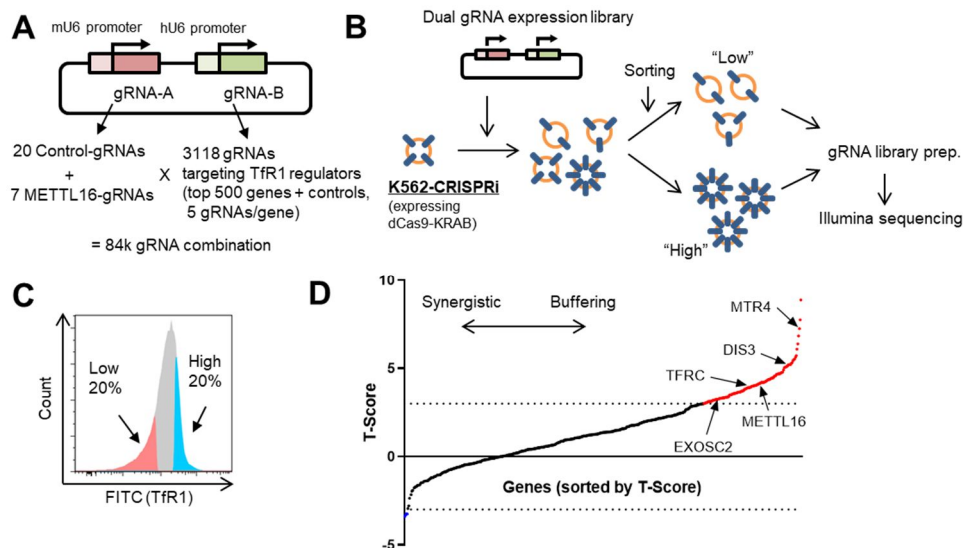 A
mU6 promoter
hU6 promoter
gRNA-A
gRNA-B
20 Control-gRNAs
+
7 METTL16-gRNAs
X
3118 gRNAs
targeting TfR1 regulators
(top 500 genes + controls,
5 gRNAs/gene)
= 84k gRNA combination
B
Dual gRNA expression library
Sorting
"Low"
K562-CRISPRi
(expressing
dCas9-KRAB)
"High"
gRNA library prep.
Illumina sequencing
C
Low
20%
High
20%
Count
FITC (TfR1)
D
10
5
0
-5
T-Score
Synergistic
Buffering
MTR4
DIS3
TFRC
METTL16
EXOSC2
Genes (sorted by T-Score)